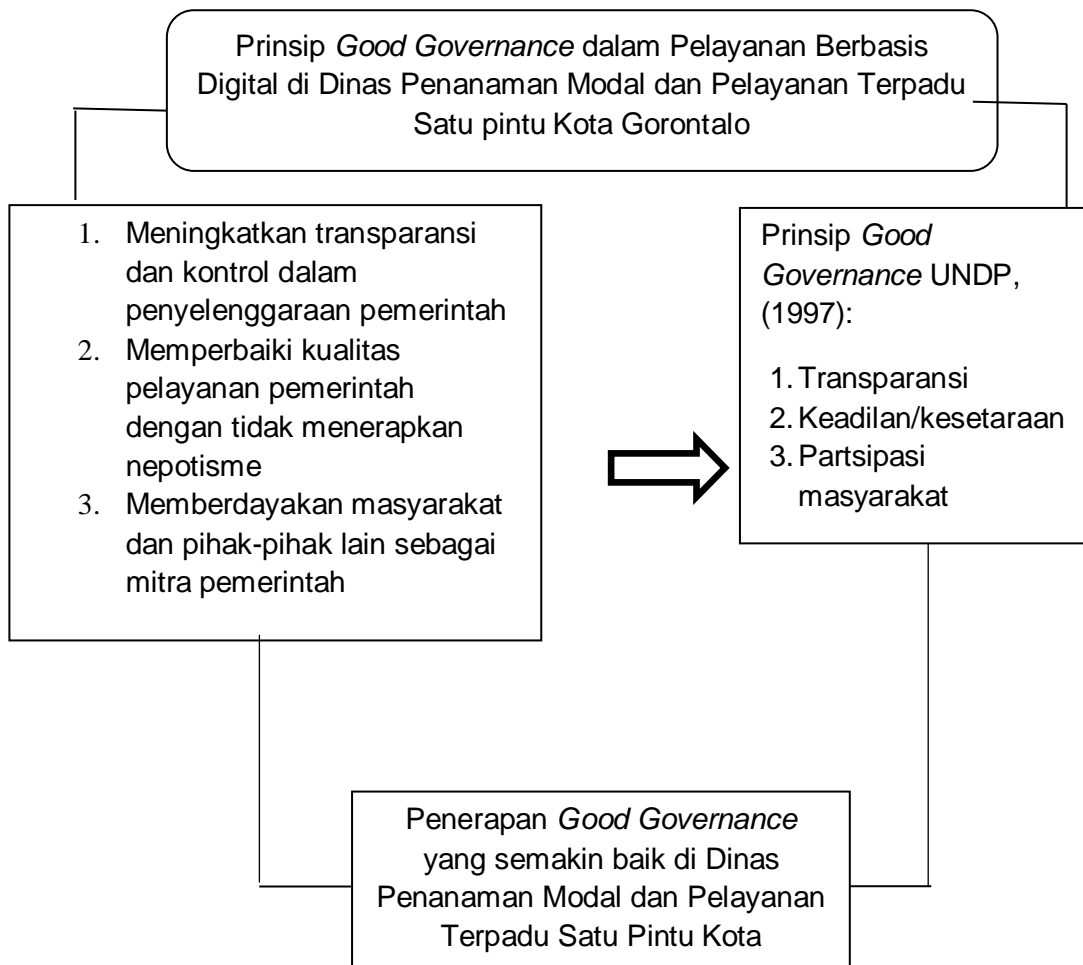 Prinsip Good Governance dalam Pelayanan Berbasis
Digital di Dinas Penanaman Modal dan Pelayanan Terpadu
Satu pintu Kota Gorontalo
1. Meningkatkan transparansi
dan kontrol dalam
penyelenggaraan pemerintah
2. Memperbaiki kualitas
pelayanan pemerintah
dengan tidak menerapkan
nepotisme
3. Memberdayakan masyarakat
dan pihak-pihak lain sebagai
mitra pemerintah
Prinsip Good
Governance UNDP,
(1997):
1. Transparansi
2. Keadilan/kesetaraan
3. Partsipasi
masyarakat
Penerapan Good Governance
yang semakin baik di Dinas
Penanaman Modal dan Pelayanan
Terpadu Satu Pintu Kota